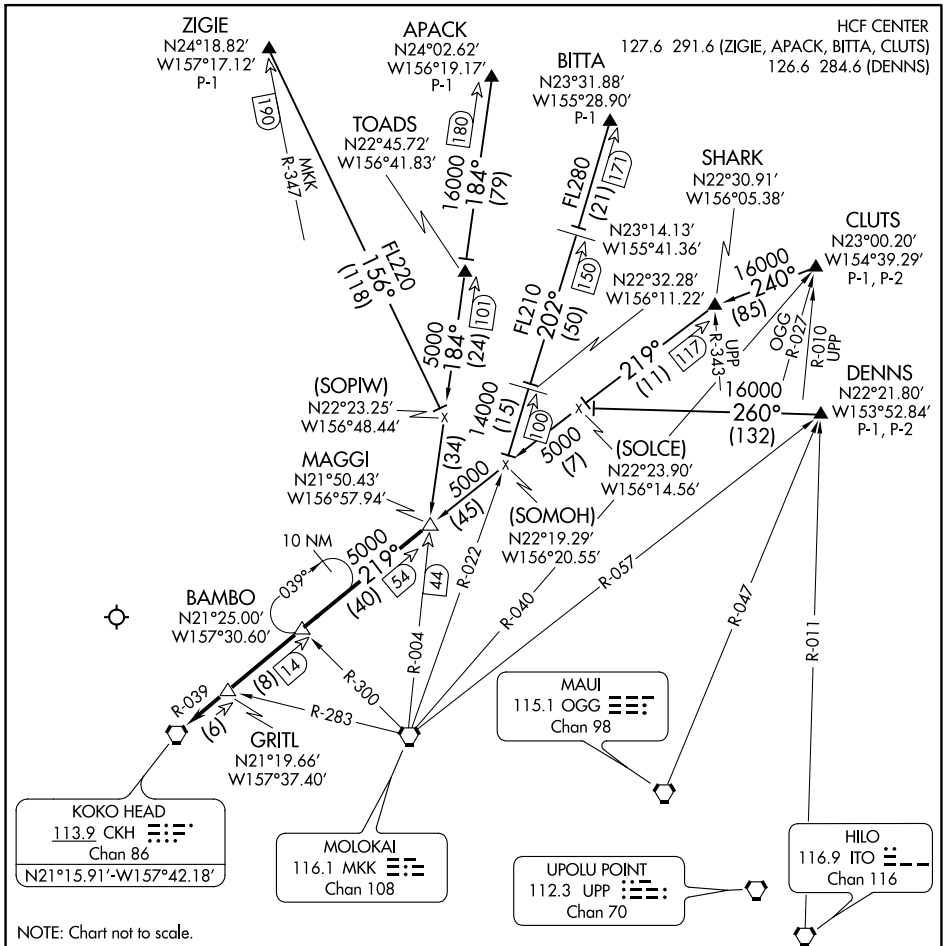 HCF CENTER
127.6 291.6 (ZIGIE, APACK, BITTA, CLUTS)
126.6 284.6 (DENNS)
ZIGIE
N24°18.82′
W157°17.12′
P-1
APACK
N24°02.62′
W156°19.17′
P-1
BITTA
N23°31.88′
W155°28.90′
P-1
TOADS
N22°45.72′
W156°41.83′
SHARK
N22°30.91′
W156°05.38′
CLUTS
N23°00.20′
W154°39.29′
P-1, P-2
DENNS
N22°21.80′
W153°52.84′
P-1, P-2
190
MKK
R-347
FL220
156°
(118)
180
16000
184°
(79)
101
5000
184°
(24)
171
FL280
(21)
N23°14.13′
W155°41.36′
150
FL210
202°
(50)
N22°32.28′
W156°11.22′
100
14000
(15)
16000
240°
(85)
117
219°
(11)
UPP
R-343
OGG
R-027
R-010
UPP
16000
260°
(132)
5000
(7)
(SOLCE)
N22°23.90′
W156°14.56′
(SOPIW)
N22°23.25′
W156°48.44′
(34)
MAGGI
N21°50.43′
W156°57.94′
5000
(45)
(SOMOH)
N22°19.29′
W156°20.55′
10 NM
039°
5000
219°
(40)
54
44
BAMBO
N21°25.00′
W157°30.60′
R-004
R-022
R-040
R-057
R-047
R-011
(8)
14
R-300
R-283
R-039
(6)
GRITL
N21°19.66′
W157°37.40′
MAUI
115.1 OGG
Chan 98
KOKO HEAD
113.9 CKH
Chan 86
N21°15.91′-W157°42.18′
MOLOKAI
116.1 MKK
Chan 108
UPOLU POINT
112.3 UPP
Chan 70
HILO
116.9 ITO
Chan 116
NOTE: Chart not to scale.